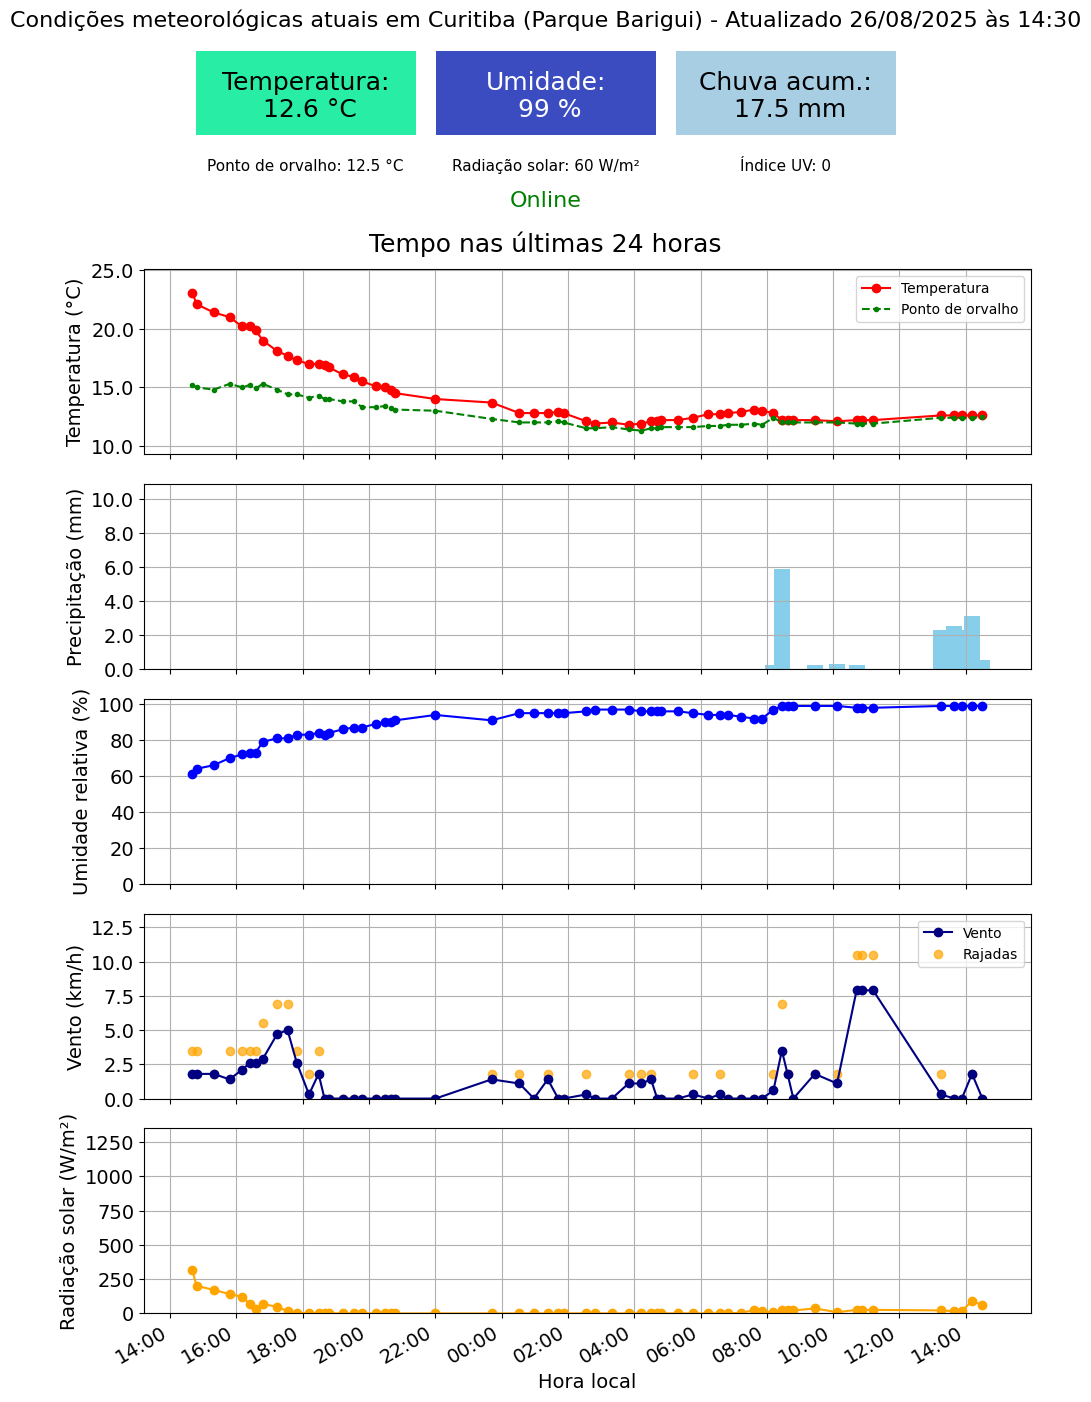 Condições meteorológicas atuais em Curitiba (Parque Barigui) - Atualizado 26/08/2025 às 14:30
Temperatura:
12.6 °C
Umidade:
99 %
Chuva acum.:
17.5 mm
Ponto de orvalho: 12.5 °C
Radiação solar: 60 W/m²
Índice UV: 0
Online
Tempo nas últimas 24 horas
Temperatura (°C)
25.0
20.0
15.0
10.0
Temperatura
Ponto de orvalho
Precipitação (mm)
10.0
8.0
6.0
4.0
2.0
0.0
Umidade relativa (%)
100
80
60
40
20
0
Vento (km/h)
12.5
10.0
7.5
5.0
2.5
0.0
Vento
Rajadas
Radiação solar (W/m²)
1250
1000
750
500
250
0
14:00
16:00
18:00
20:00
22:00
00:00
02:00
04:00
06:00
08:00
10:00
12:00
14:00
Hora local